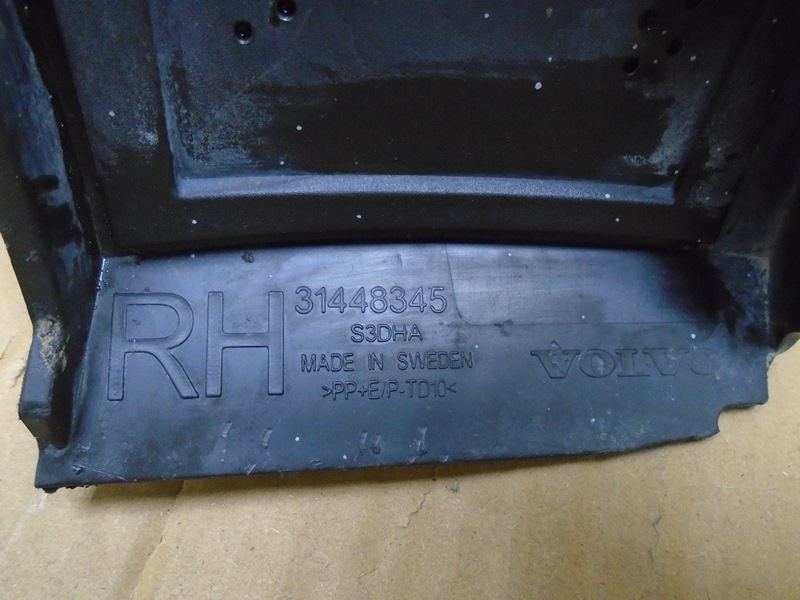 RH
31448345
S3DHA
MADE IN SWEDEN
>PP+E/P-TD10<
VOLVO